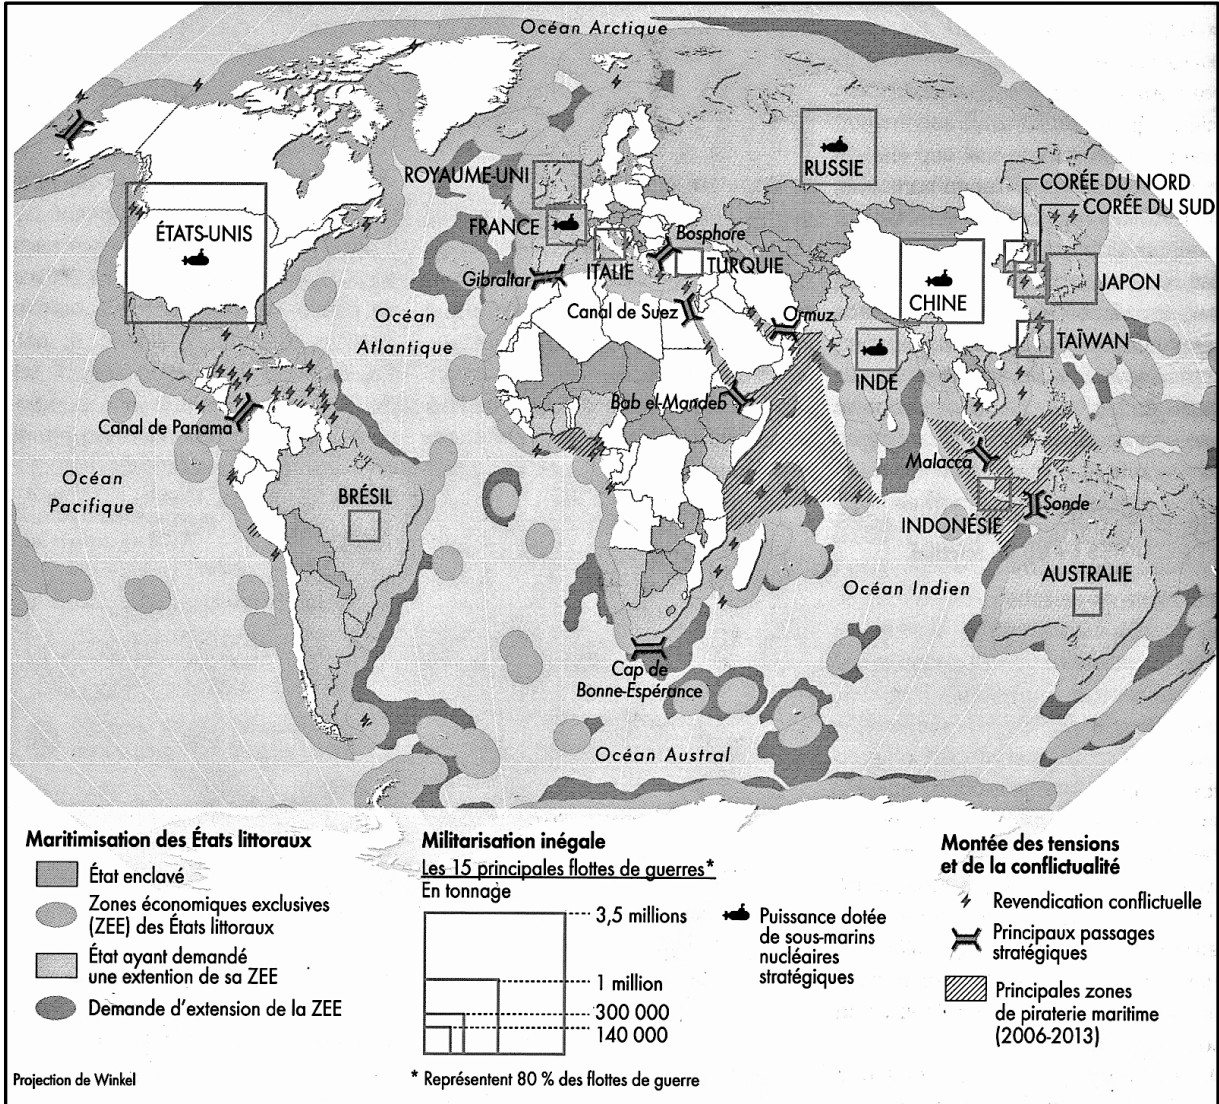 Océan Arctique
ROYAUME-UNI
RUSSIE
CORÉE DU NORD
CORÉE DU SUD
ÉTATS-UNIS
FRANCE
Bosphore
ITALIE
TURQUIE
Gibraltar
CHINE
JAPON
Canal de Suez
Ormuz
Océan
Atlantique
TAÏWAN
INDE
Bab el-Mandeb
Canal de Panama
Malacca
Océan
Pacifique
BRÉSIL
Sonde
INDONÉSIE
Océan Indien
AUSTRALIE
Cap de
Bonne-Espérance
Océan Austral
Maritimisation des États littoraux
État enclavé
Zones économiques exclusives
(ZEE) des États littoraux
État ayant demandé
une extention de sa ZEE
Demande d'extension de la ZEE
Projection de Winkel
Militarisation inégale
Les 15 principales flottes de guerres*
En tonnage
3,5 millions
1 million
300 000
140 000
* Représentent 80 % des flottes de guerre
Puissance dotée
de sous-marins
nucléaires
stratégiques
Montée des tensions
et de la conflictualité
Revendication conflictuelle
Principaux passages
stratégiques
Principales zones
de piraterie maritime
(2006-2013)